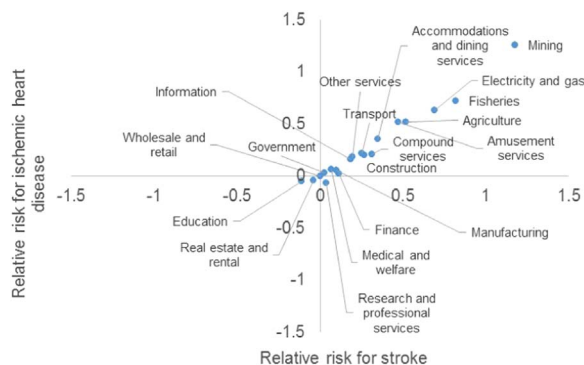 1.5
Accommodations
and dining
services
Mining
1
Other services
Electricity and gas
Information
Fisheries
0.5
Transport
Agriculture
Wholesale and
retail
Government
Compound
services
Amusement
services
Construction
0
-1.5
-1
-0.5
0
0.5
1
1.5
Education
Real estate and
rental
-0.5
Finance
Manufacturing
Medical and
welfare
-1
Research and
professional
services
-1.5
Relative risk for ischemic heart
disease
Relative risk for stroke